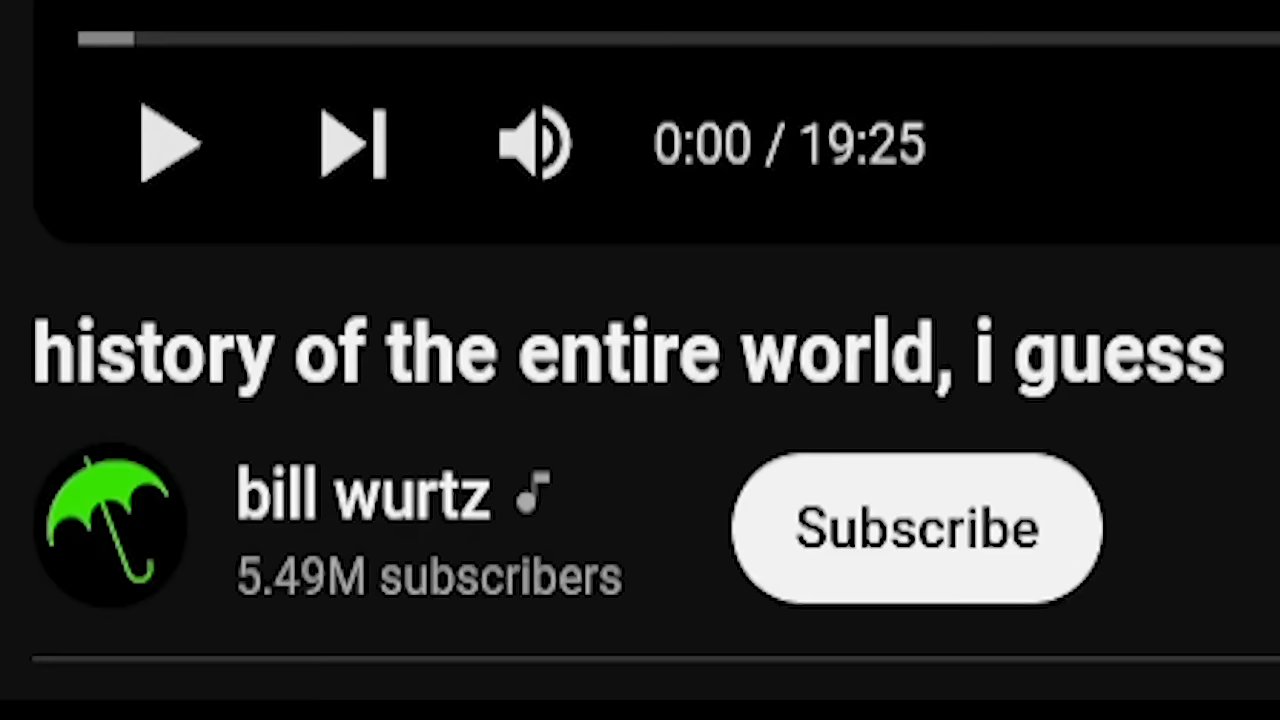 0:00 / 19:25
history of the entire world, i guess
bill wurtz ♪
5.49M subscribers
Subscribe